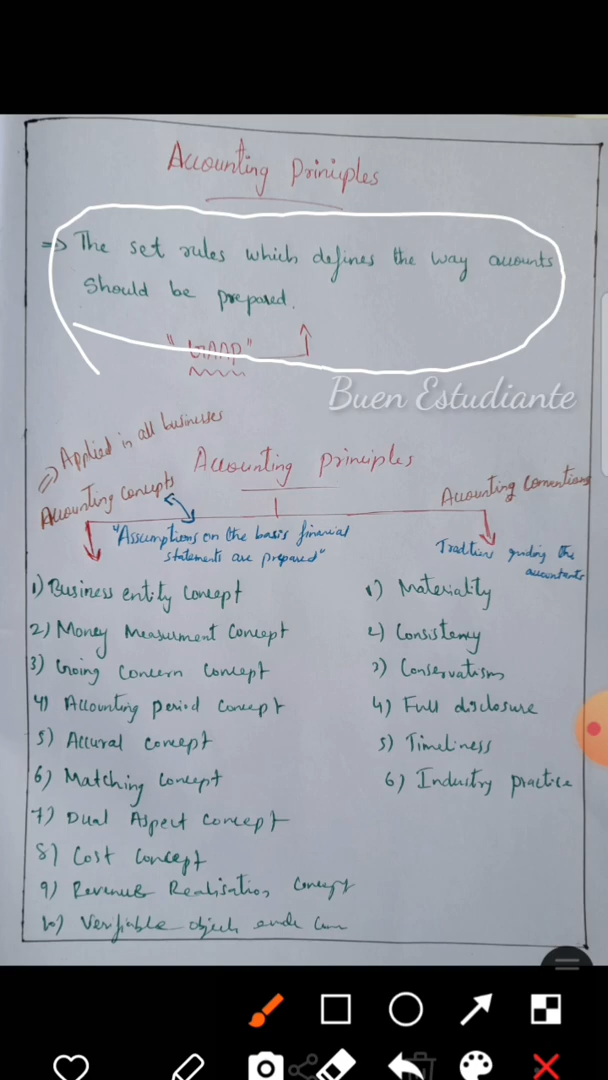 Accounting Principles
⇒ The set rules which defines the way accounts
Should be prepared.
"GAAP"
Buen Estudiante
⇒ Applied in all businesses
Accounting principles
Accounting concepts
Accounting Conventions
"Assumptions on the basis financial
statements are prepared"
guiding the
accountants
1) Business entity concept
2) Money Measurment concept
3) Going Concern Concept
4) Accounting period concept
5) Accural concept
6) Matching concept
7) Dual Aspect concept
8) Cost concept
9) Revenue Realisation concept
10) Verfiable
1) Materiality
2) Consistency
3) Conservatism
4) Full disclosure
5) Timeliness
6) Industry practice